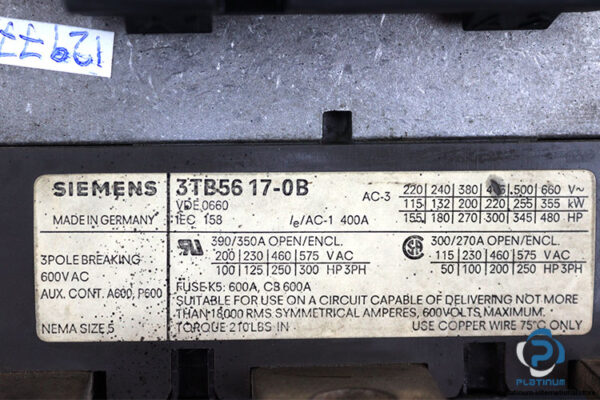 12977
SIEMENS 3TB56 17-0B
VDE 0660
MADE IN GERMANY IEC 158 Ie/AC-1 400A
AC-3 220 240 380 500 660 V~
115 132 200 220 255 355 kW
155 180 270 300 345 480 HP
3 POLE BREAKING
600 V AC
AUX. CONT. A600, P600
NEMA SIZE 5
390/350A OPEN/ENCL.
200 230 460 575 VAC
100 125 250 300 HP 3PH
300/270A OPEN/ENCL.
115 230 460 575 VAC
50 100 200 250 HP 3PH
FUSE-K5: 600A, CB 600A
SUITABLE FOR USE ON A CIRCUIT CAPABLE OF DELIVERING NOT MORE
THAN 18000 RMS SYMMETRICAL AMPERES, 600VOLTS, MAXIMUM.
TORQUE 210LBS IN USE COPPER WIRE 75°C ONLY
PLATINUM